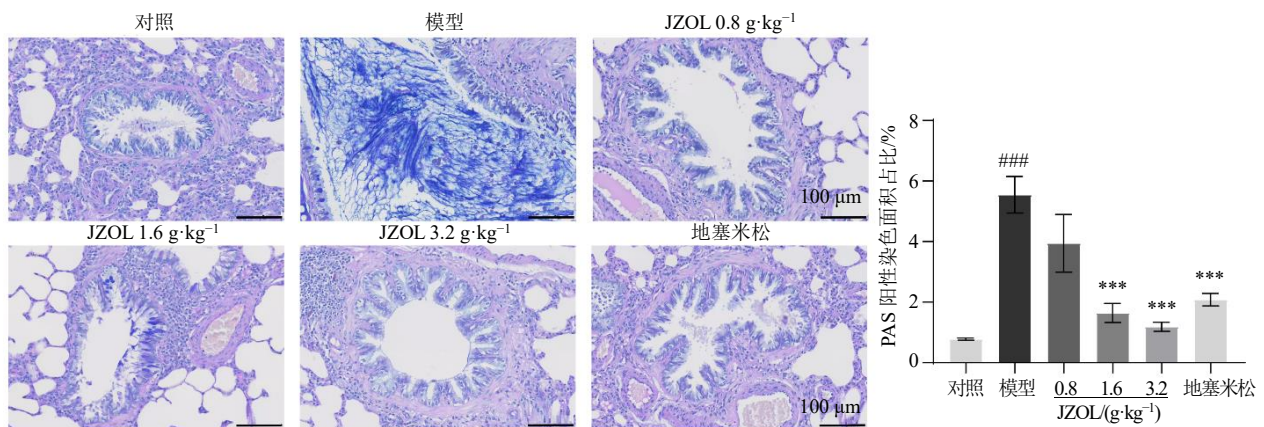 对照
模型
JZOL 0.8 g·kg⁻¹
100 μm
JZOL 1.6 g·kg⁻¹
JZOL 3.2 g·kg⁻¹
地塞米松
100 μm
PAS 阳性染色面积占比/%
8
6
4
2
0
###
***
***
***
对照
模型
0.8
1.6
3.2
地塞米松
JZOL/(g·kg⁻¹)